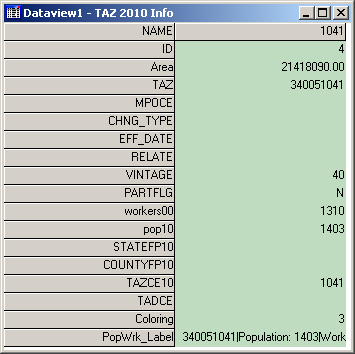 Dataview1 - TAZ 2010 Info
NAME 1041
ID 4
Area 21418090.00
TAZ 340051041
MPOCE
CHNG_TYPE
EFF_DATE
RELATE
VINTAGE 40
PARTFLG N
workers00 1310
pop10 1403
STATEFP10
COUNTYFP10
TAZCE10 1041
TADCE
Coloring 3
PopWrk_Label 340051041|Population: 1403|Work